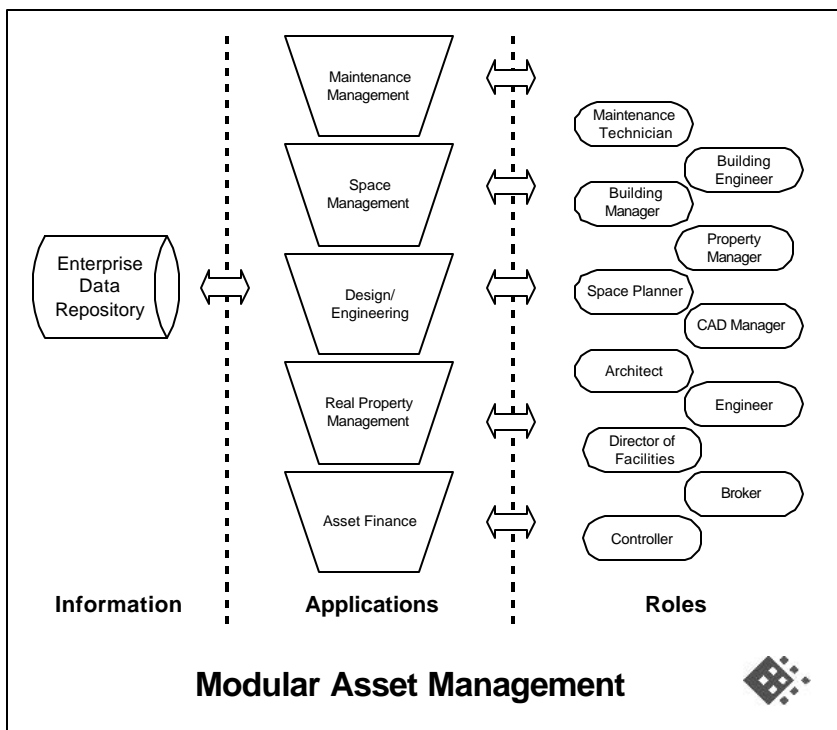 Maintenance
Management
Space
Management
Design/
Engineering
Real Property
Management
Asset Finance
Enterprise
Data
Repository
Maintenance
Technician
Building
Engineer
Building
Manager
Property
Manager
Space Planner
CAD Manager
Architect
Engineer
Director of
Facilities
Broker
Controller
Information
Applications
Roles
Modular Asset Management